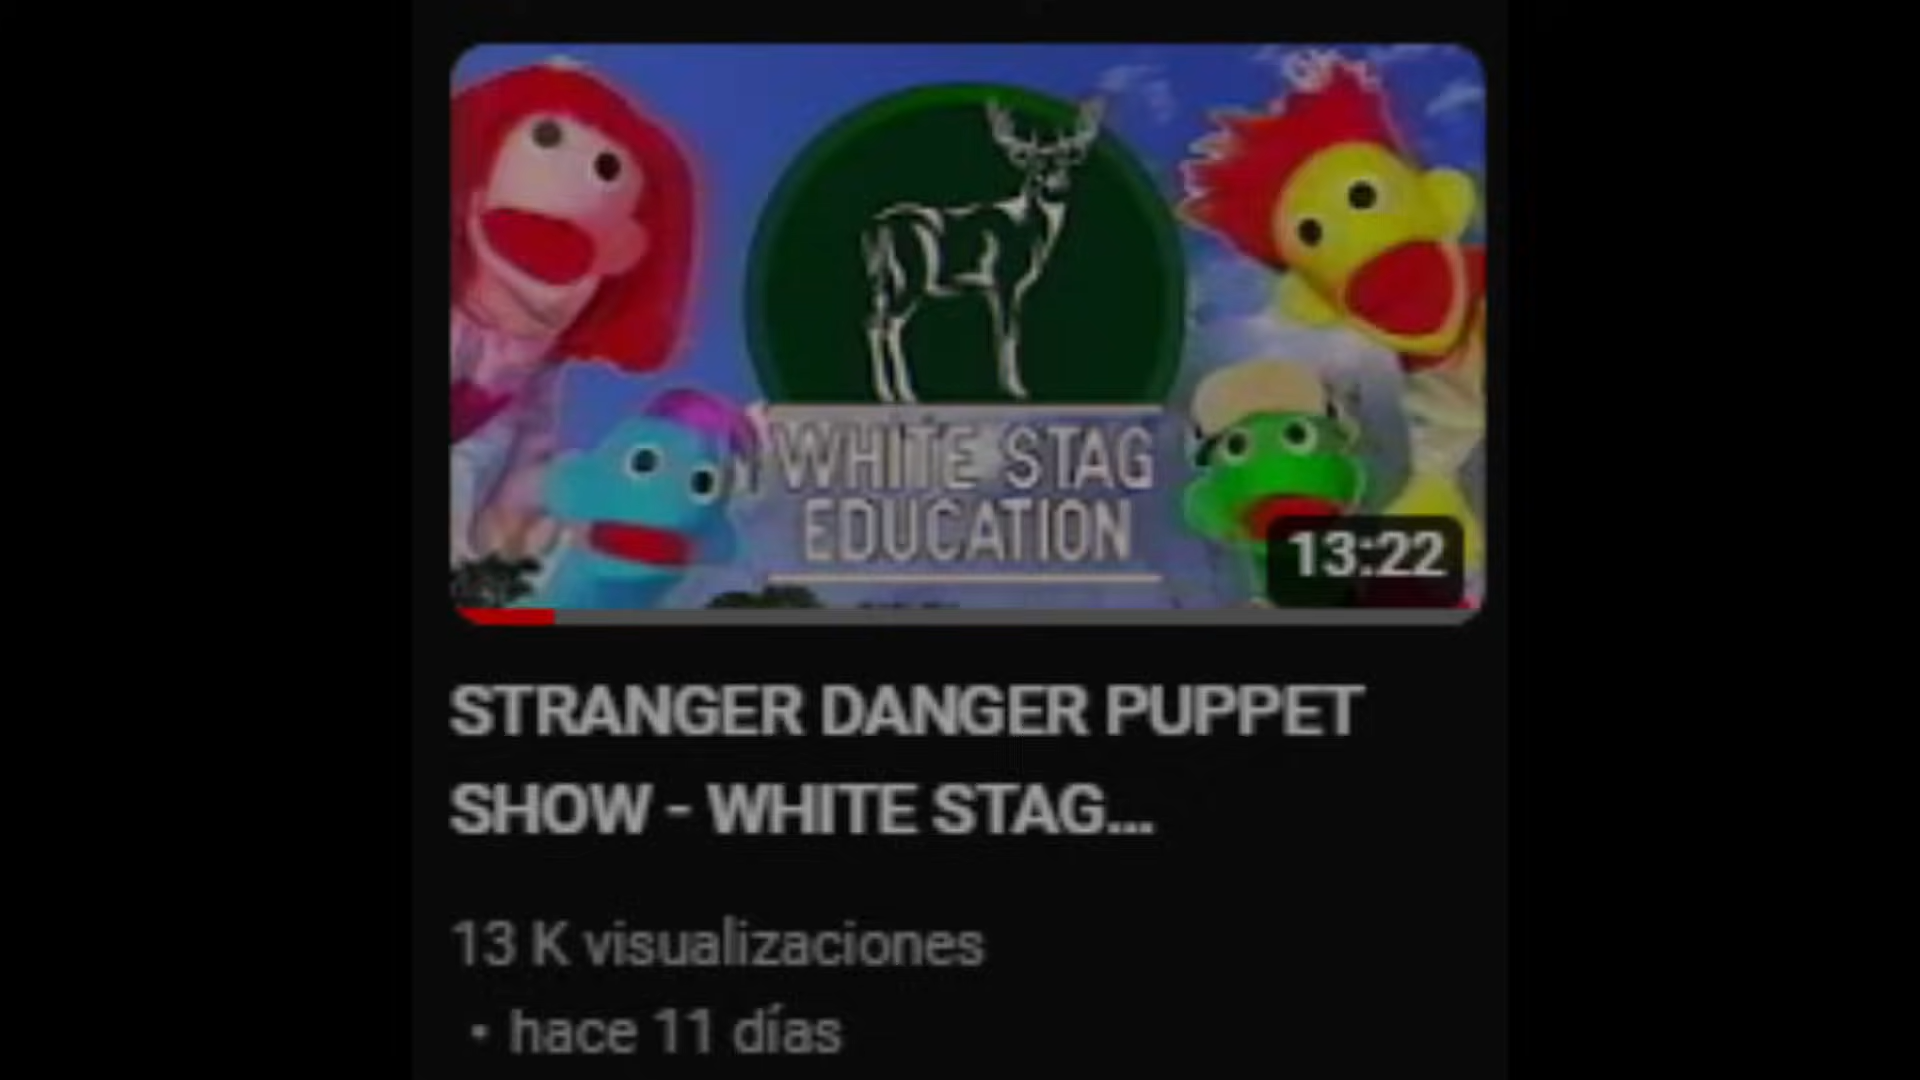 WHITE STAG
EDUCATION
13:22
STRANGER DANGER PUPPET
SHOW - WHITE STAG...
13 K visualizaciones
• hace 11 días